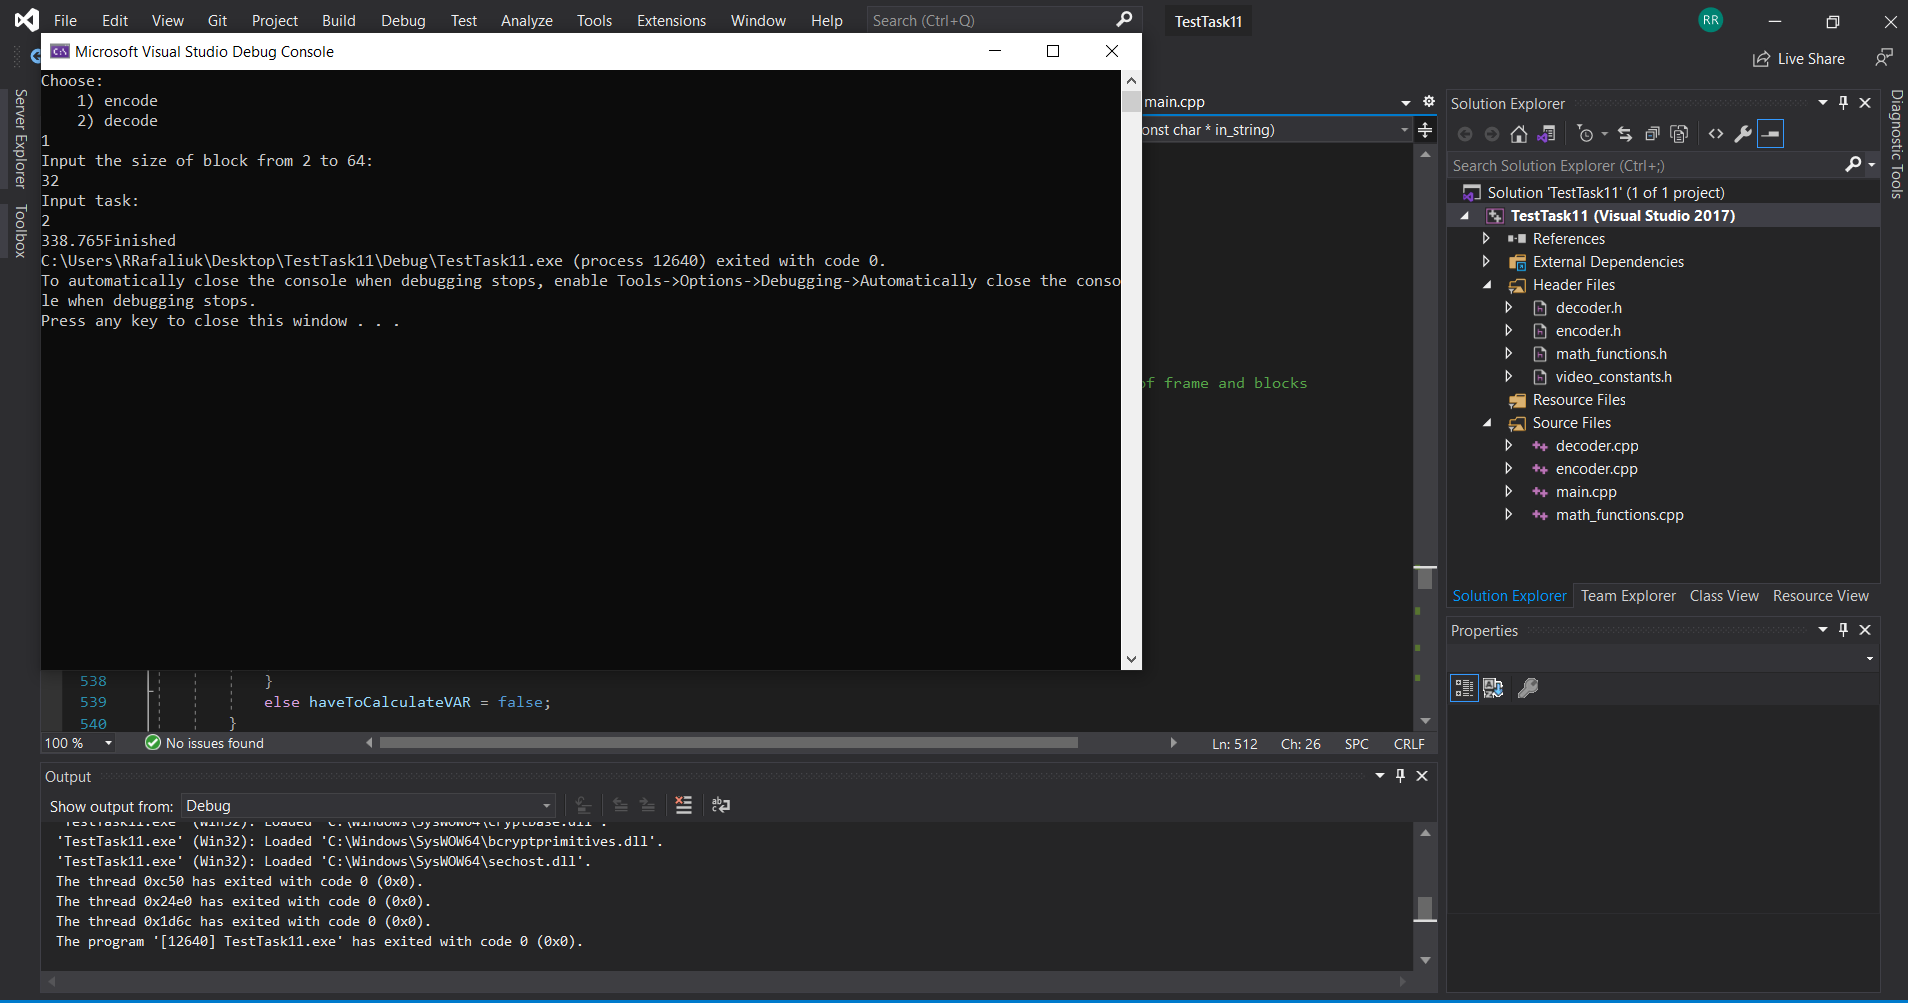 File Edit View Git Project Build Debug Test Analyze Tools Extensions Window Help Search (Ctrl+Q) TestTask11 RR
Live Share
Microsoft Visual Studio Debug Console
Choose:
1) encode
2) decode
1
Input the size of block from 2 to 64:
32
Input task:
2
338.765Finished
C:\Users\RRafaliuk\Desktop\TestTask11\Debug\TestTask11.exe (process 12640) exited with code 0.
To automatically close the console when debugging stops, enable Tools->Options->Debugging->Automatically close the conso
le when debugging stops.
Press any key to close this window . . .
Server Explorer
Toolbox
main.cpp
onst char * in_string)
of frame and blocks
538 }
539 else haveToCalculateVAR = false;
540 }
100 % No issues found Ln: 512 Ch: 26 SPC CRLF
Output
Show output from: Debug
'TestTask11.exe' (Win32): Loaded 'C:\Windows\SysWOW64\cryptbase.dll'.
'TestTask11.exe' (Win32): Loaded 'C:\Windows\SysWOW64\bcryptprimitives.dll'.
'TestTask11.exe' (Win32): Loaded 'C:\Windows\SysWOW64\sechost.dll'.
The thread 0xc50 has exited with code 0 (0x0).
The thread 0x24e0 has exited with code 0 (0x0).
The thread 0x1d6c has exited with code 0 (0x0).
The program '[12640] TestTask11.exe' has exited with code 0 (0x0).
Solution Explorer
Search Solution Explorer (Ctrl+;)
Solution 'TestTask11' (1 of 1 project)
TestTask11 (Visual Studio 2017)
References
External Dependencies
Header Files
decoder.h
encoder.h
math_functions.h
video_constants.h
Resource Files
Source Files
decoder.cpp
encoder.cpp
main.cpp
math_functions.cpp
Solution Explorer Team Explorer Class View Resource View
Properties
Diagnostic Tools